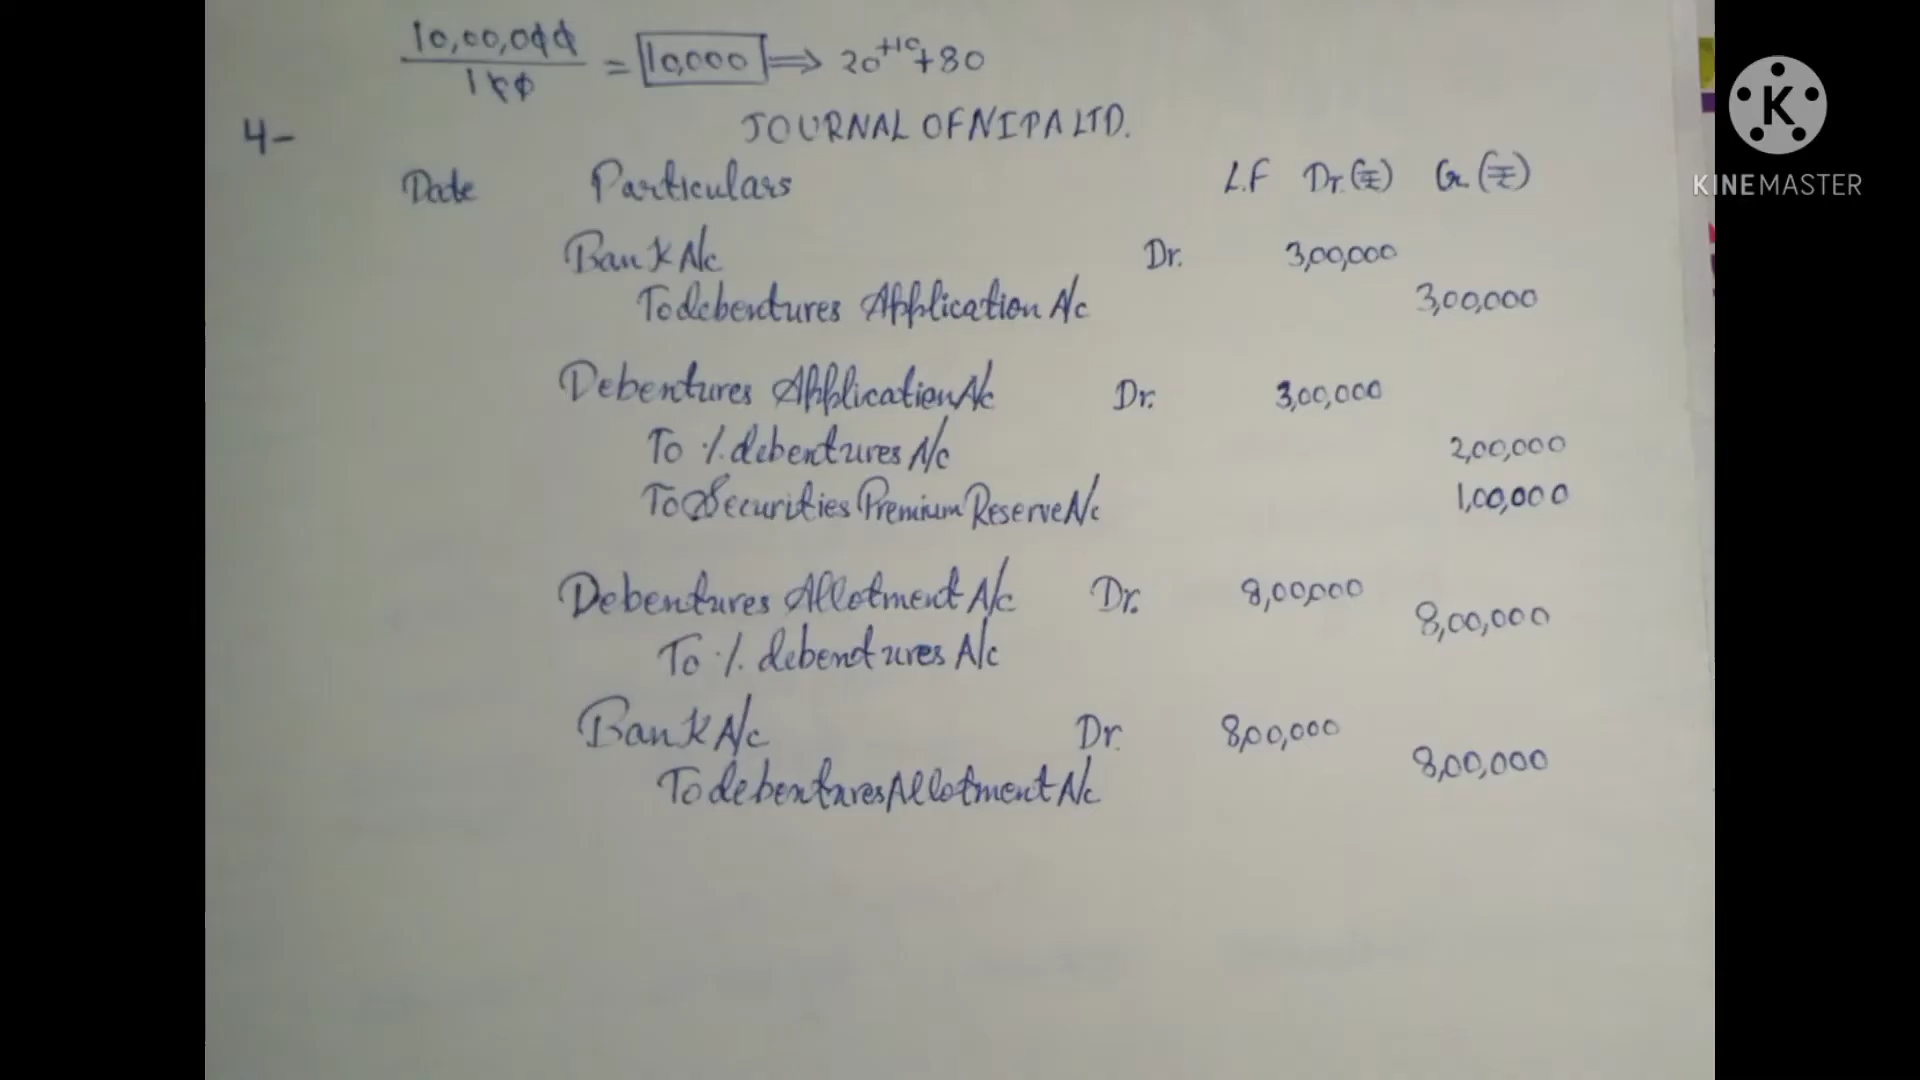 10,00,000
100
= 10,000 ⇒ 20+10+80
4- JOURNAL OF NIPA LTD.
Date Particulars L.F Dr.(₹) Cr.(₹)
Bank A/c Dr. 3,00,000
To debentures Application A/c 3,00,000
Debentures Application A/c Dr. 3,00,000
To % debentures A/c 2,00,000
To Securities Premium Reserve A/c 1,00,000
Debentures Allotment A/c Dr. 8,00,000
To % debentures A/c 8,00,000
Bank A/c Dr. 8,00,000
To debentures Allotment A/c 8,00,000
K
KINEMASTER